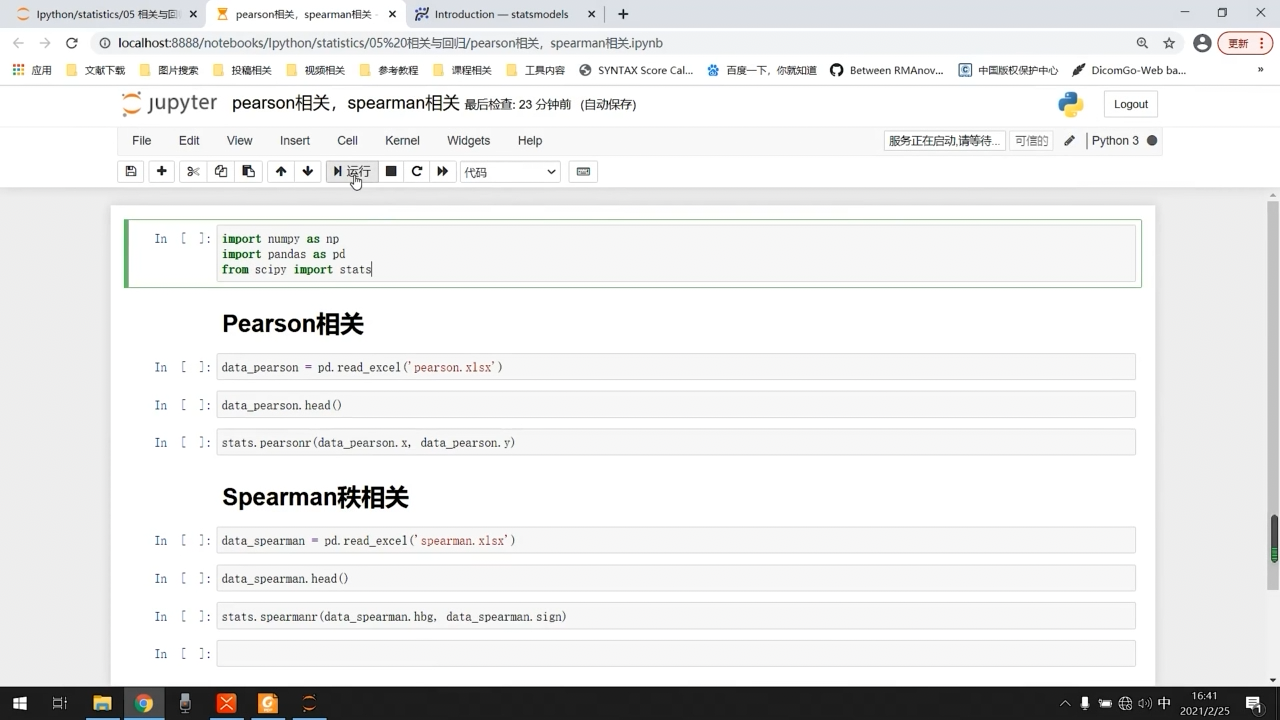 Ipython/statistics/05 相关与回归
pearson相关, spearman相关 -
Introduction — statsmodels
localhost:8888/notebooks/Ipython/statistics/05%20相关与回归/pearson相关, spearman相关.ipynb
更新
应用
文献下载
图片搜索
投稿相关
视频相关
参考教程
课程相关
工具内容
SYNTAX Score Cal...
百度一下,你就知道
Between RMAnov...
中国版权保护中心
DicomGo-Web ba...
»
jupyter
pearson相关, spearman相关 最后检查: 23 分钟前 (自动保存)
Logout
File Edit View Insert Cell Kernel Widgets Help
服务正在启动,请等待...
可信的
Python 3
运行
代码
In [ ]:
import numpy as np
import pandas as pd
from scipy import stats
Pearson相关
In [ ]: data_pearson = pd.read_excel('pearson.xlsx')
In [ ]: data_pearson.head()
In [ ]: stats.pearsonr(data_pearson.x, data_pearson.y)
Spearman秩相关
In [ ]: data_spearman = pd.read_excel('spearman.xlsx')
In [ ]: data_spearman.head()
In [ ]: stats.spearmanr(data_spearman.hbg, data_spearman.sign)
In [ ]:
中
16:41
2021/2/25